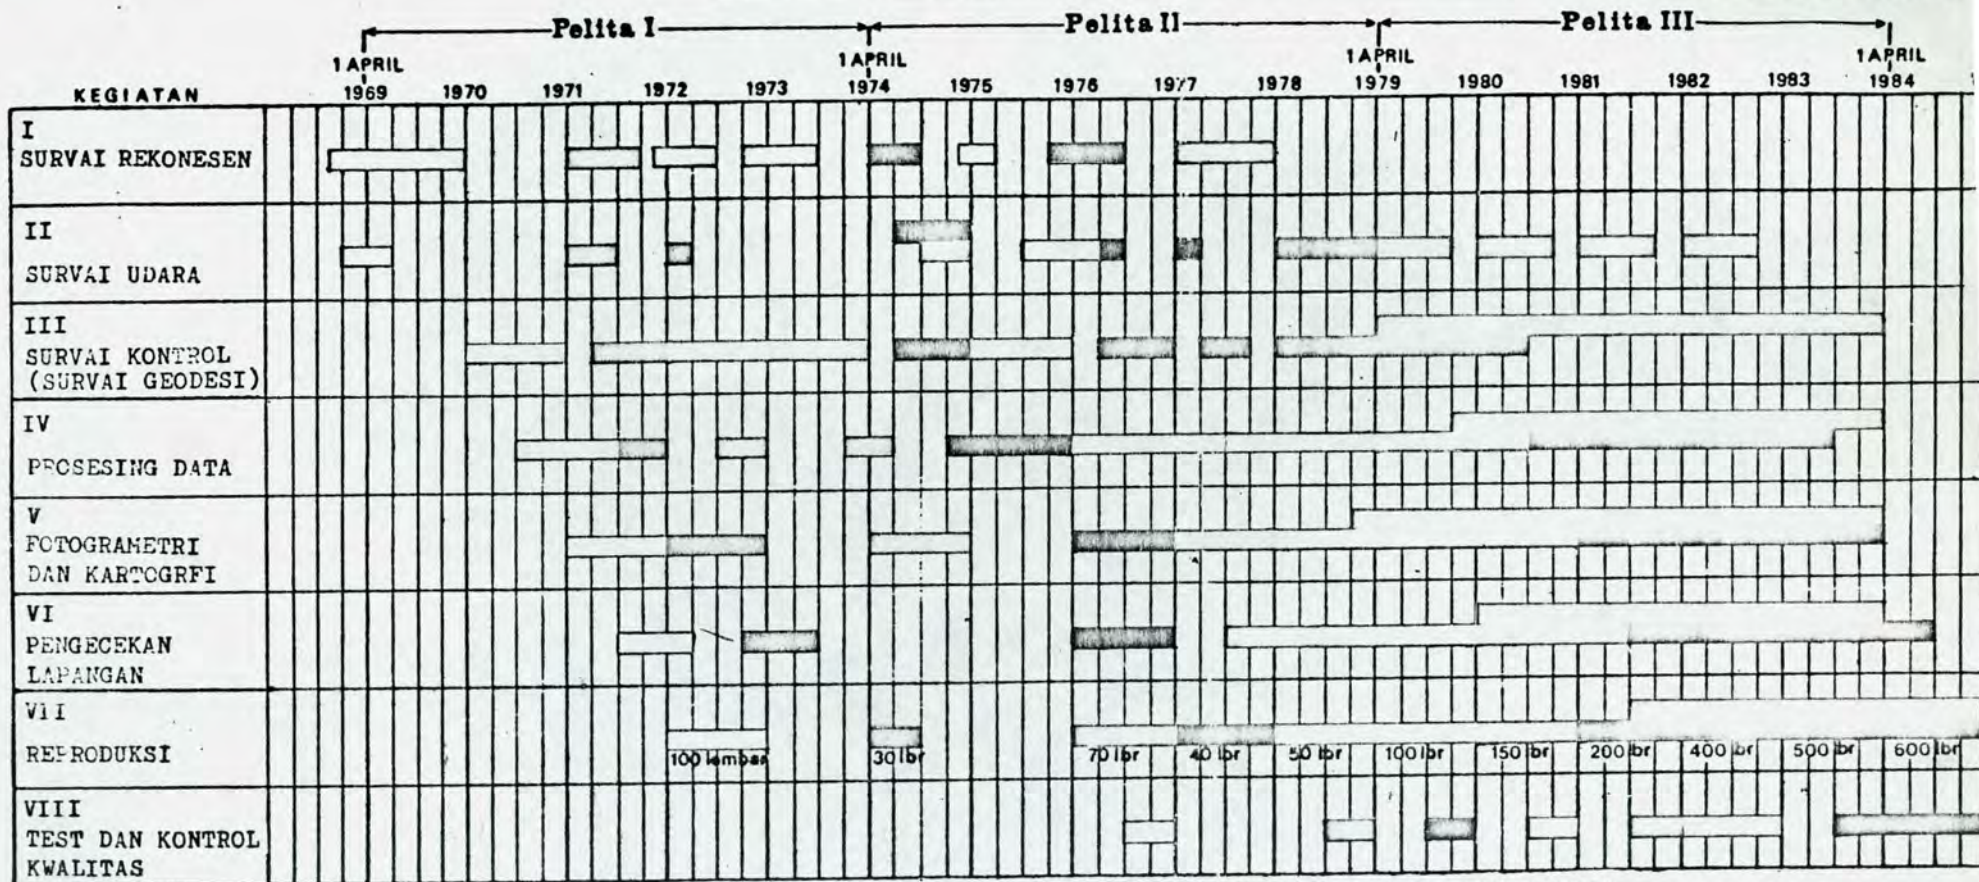 Pelita I Pelita II Pelita III
1 APRIL 1 APRIL 1 APRIL 1 APRIL
KEGIATAN 1969 1970 1971 1972 1973 1974 1975 1976 1977 1978 1979 1980 1981 1982 1983 1984
I
SURVAI REKONESEN
II
SURVAI UDARA
III
SURVAI KONTROL
(SURVAI GEODESI)
IV
PROSESING DATA
V
FOTOGRAMETRI
DAN KARTOGRFI
VI
PENGECEKAN
LAPANGAN
VII
REPRODUKSI
100 lembar 30 lbr 70 lbr 40 lbr 50 lbr 100 lbr 150 lbr 200 lbr 400 lbr 500 lbr 600 lbr
VIII
TEST DAN KONTROL
KWALITAS